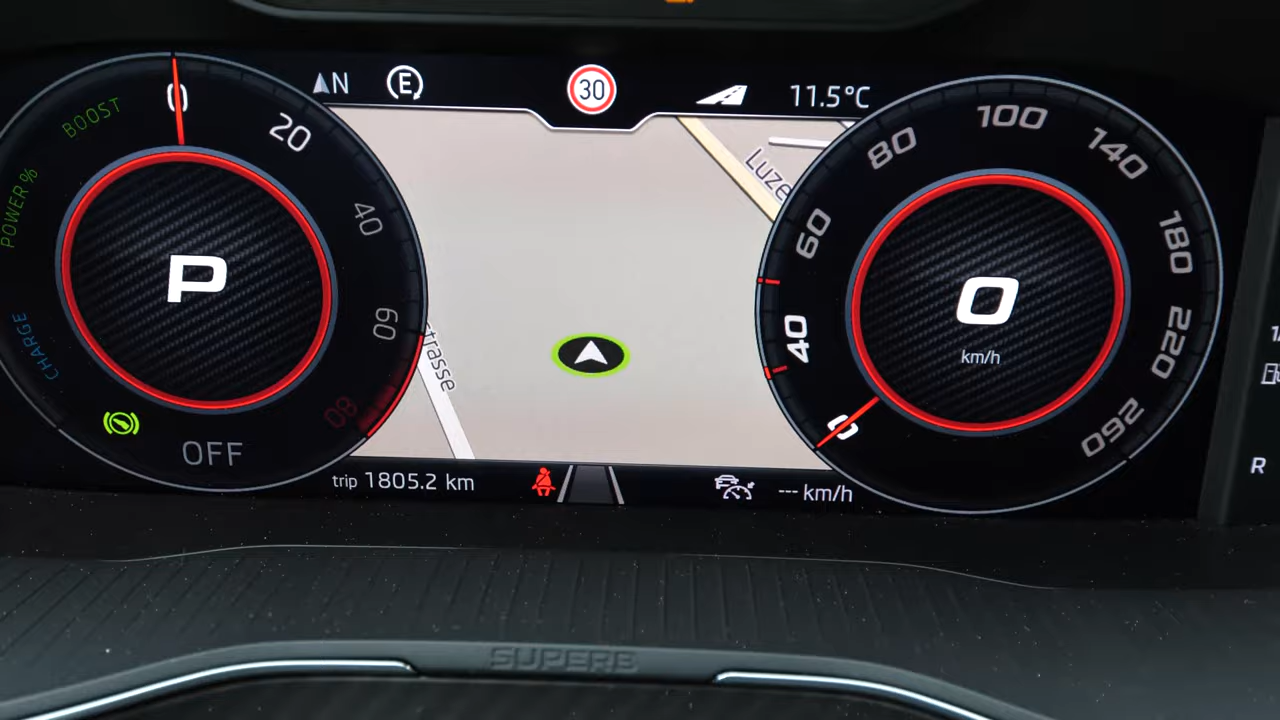 N
E
30
11.5°C
BOOST
POWER%
CHARGE
0
20
40
60
80
OFF
P
Luze
strasse
0
40
60
80
100
140
180
220
260
0
km/h
trip 1805.2 km
--- km/h
R
SUPERB